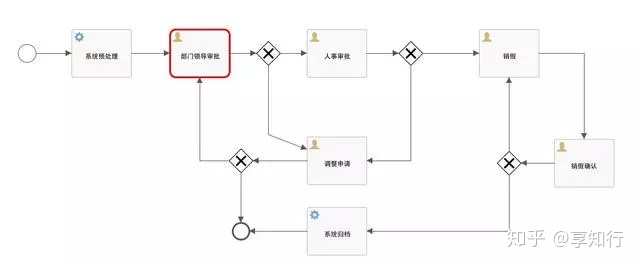 系统预处理
部门领导审批
人事审批
销假
调整申请
销假确认
系统归档
知乎 @享知行